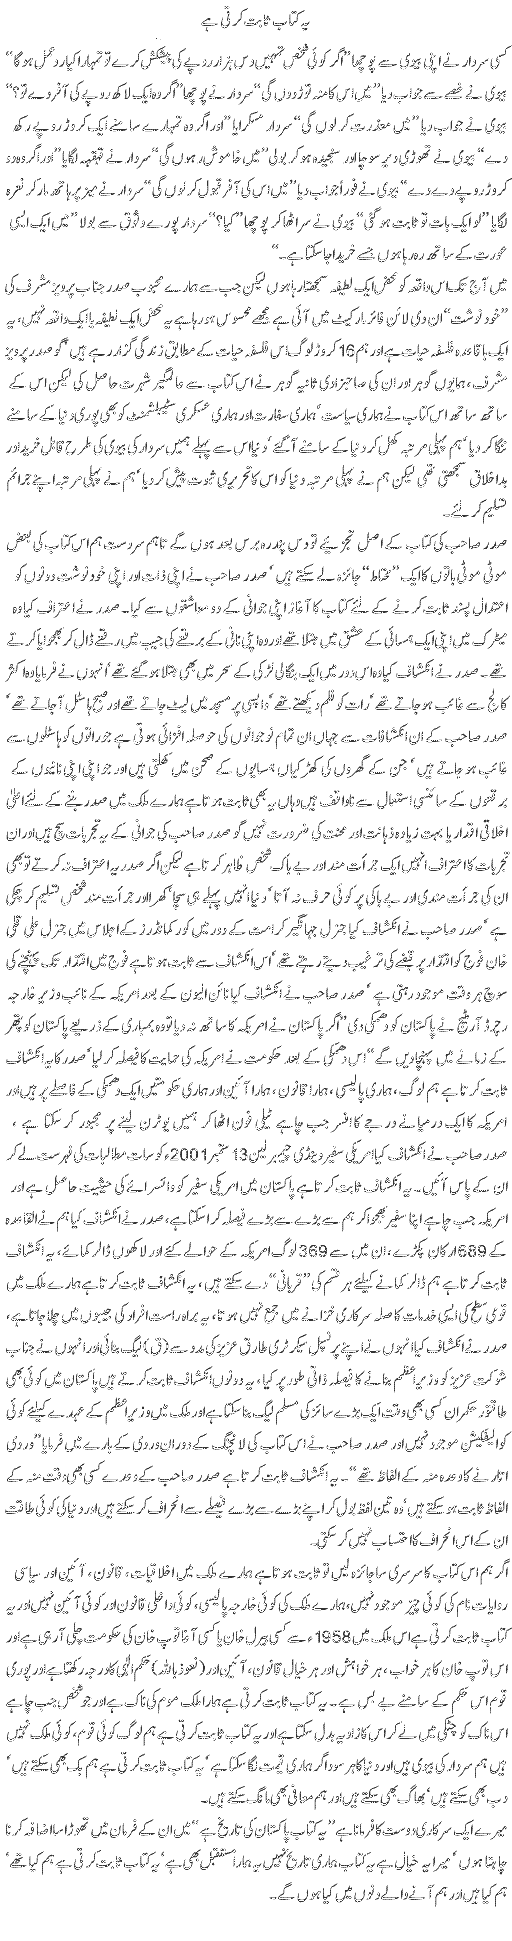 یہ کتاب ثابت کرتی ہے
کسی سردار نے اپنی بیوی سے پوچھا ”اگر کوئی شخص تمہیں دس ہزار روپے کی پیشکش کرے تو تمہارا کیا ردعمل ہو گا“
بیوی نے غصے سے جواب دیا ”میں اس کا منہ توڑ دوں گی“ سردار نے پوچھا ”اگر وہ ایک لاکھ روپے کی آفر دے تو؟“
بیوی نے جواب دیا ”میں معذرت کر لوں گی“ سردار مسکرایا ”اور اگر وہ تمہارے سامنے ایک کروڑ روپے رکھ
دے“ بیوی نے تھوڑی دیر سوچا اور سنجیدہ ہو کر بولی ”میں خاموش رہوں گی“ سردار نے قہقہہ لگایا ”اور اگر وہ دو
کروڑ روپے دے دے“ بیوی نے فوراً جواب دیا ”میں اس کی آفر قبول کر لوں گی“ سردار نے میز پر ہاتھ مار کر نعرہ
لگایا ”لو ایک بات تو ثابت ہو گئی“ بیوی نے سر اٹھا کر پوچھا ”کیا؟“ سردار پورے وثوق سے بولا ”میں ایک ایسی
عورت کے ساتھ رہ رہا ہوں جسے خریدا جا سکتا ہے۔“
میں آج تک اس واقعہ کو محض ایک لطیفہ سمجھتا رہا ہوں لیکن جب سے ہمارے محبوب صدر جناب پرویز مشرف کی
”خود نوشت“ ان دی لائن فائر مارکیٹ میں آئی ہے مجھے محسوس ہو رہا ہے یہ محض ایک لطیفہ یا ایک واقعہ نہیں، یہ
ایک باقاعدہ فلسفہ حیات ہے اور ہم 16 کروڑ لوگ اس فلسفہ حیات کے مطابق زندگی گزار رہے ہیں‘ گو صدر پرویز
مشرف، ہمایوں گوہر اور ان کی صاحبزادی ثانیہ گوہر نے اس کتاب سے عالمگیر شہرت حاصل کی لیکن اس کے
ساتھ ساتھ اس کتاب نے ہماری سیاست‘ ہماری سفارت اور ہماری عسکری سٹیبلشمنٹ کو بھی پوری دنیا کے سامنے
ننگا کر دیا‘ ہم پہلی مرتبہ کھل کر دنیا کے سامنے آ گئے‘ دنیا اس سے پہلے ہمیں سردار کی بیوی کی طرح قابل خرید اور
بداخلاق سمجھتی تھی لیکن ہم نے پہلی مرتبہ دنیا کو اس کا تحریری ثبوت پیش کر دیا‘ ہم نے پہلی مرتبہ اپنے جرائم
تسلیم کر لئے۔
صدر صاحب کی کتاب کے اصل تجزیے تو دس پندرہ برس بعد ہوں گے تاہم سردست ہم اس کتاب کی بعض
موٹی موٹی باتوں کا ایک ”محتاط“ جائزہ لے سکتے ہیں‘ صدر صاحب نے اپنی ذات اور اپنی خود نوشت دونوں کو
اعتدال پسند ثابت کرنے کے لئے کتاب کا آغاز اپنی جوانی کے دو معاشقوں سے کیا۔ صدر نے اعتراف کیا وہ
میٹرک میں اپنی ایک ہمسائی کے عشق میں مبتلا تھے اور وہ اپنی نانی کے برقعے کی جیب میں رقعے ڈال کر بھجوایا کرتے
تھے۔ صدر نے انکشاف کیا وہ اس دور میں ایک بنگالی لڑکی کے سحر میں بھی مبتلا ہو گئے تھے‘ انہوں نے فرمایا وہ اکثر
کالج سے غائب ہو جاتے تھے‘ رات کو فلم دیکھتے تھے‘ واپسی پر مسجد میں لیٹ جاتے تھے اور صبح ہاسٹل آ جاتے تھے‘
صدر صاحب کے ان انکشافات سے جہاں ان تمام نوجوانوں کی حوصلہ افزائی ہوتی ہے جو راتوں کو ہاسٹلوں سے
غائب ہو جاتے ہیں‘ جن کے گھروں کی کھڑکیاں ہمسایوں کے صحن میں کھلتی ہیں اور جو اپنی اپنی نانیوں کے
برقعوں کے سائنسی استعمال سے ناواقف ہیں وہاں یہ بھی ثابت ہوتا ہے ہمارے ملک میں صدر بننے کے لئے اعلیٰ
اخلاقی اقدار یا بہت زیادہ ذہانت اور محنت کی ضرورت نہیں گو صدر صاحب کی جوانی کے یہ تجربات سچ ہیں اور ان
تجربات کا اعتراف انہیں ایک جرأت مند اور بے باک شخص ظاہر کرتا ہے لیکن اگر صدر یہ اعتراف نہ کرتے تو بھی
ان کی جرأت مندی اور بے باکی پر کوئی حرف نہ آتا‘ دنیا انہیں پہلے ہی سچا‘ کھرا اور جرأت مند شخص تسلیم کر چکی
ہے‘ صدر صاحب نے انکشاف کیا جنرل جہانگیر کرامت کے دور میں کور کمانڈرز کے اجلاس میں جنرل علی قلی
خان فوج کو اقتدار پر قبضے کی ترغیب دیتے رہتے تھے‘ اس انکشاف سے ثابت ہوتا ہے فوج میں اقتدار تک پہنچنے کی
سوچ ہر وقت موجود رہتی ہے‘ صدر صاحب نے انکشاف کیا نائن الیون کے بعد امریکہ کے نائب وزیر خارجہ
رچرڈ آرمیٹج نے پاکستان کو دھمکی دی ”اگر پاکستان نے امریکہ کا ساتھ نہ دیا تو وہ بمباری کے ذریعے پاکستان کو پتھر
کے زمانے میں پہنچا دیں گے“ اس دھمکی کے بعد حکومت نے امریکہ کی حمایت کا فیصلہ کر لیا‘ صدر کا یہ انکشاف
ثابت کرتا ہے ہم لوگ، ہماری پالیسی، ہمارا قانون، ہمارا آئین اور ہماری حکومتیں ایک دھمکی کے فاصلے پر ہیں اور
امریکہ کا ایک درمیانے درجے کا افسر جب چاہے ٹیلی فون اٹھا کر ہمیں یو ٹرن لینے پر مجبور کر سکتا ہے ،
صدر صاحب نے انکشاف کیا امریکی سفیر وینڈی چیمبرلین 13 ستمبر 2001ء کو سات مطالبات کی فہرست لے کر
ان کے پاس آئیں۔ یہ انکشاف ثابت کرتا ہے پاکستان میں امریکی سفیر کو وائسرائے کی حیثیت حاصل ہے اور
امریکہ جب چاہے اپنا سفیر بھجوا کر ہم سے بڑے سے بڑے فیصلہ کرا سکتا ہے، صدر نے انکشاف کیا ہم نے القاعدہ
کے 689 ارکان پکڑے، ان میں سے 369 لوگ امریکہ کے حوالے کئے اور لاکھوں ڈالر کمائے، یہ انکشاف
ثابت کرتا ہے ہم ڈالر کمانے کیلئے ہر قسم کی ”قربانی“ دے سکتے ہیں، یہ انکشاف ثابت کرتا ہے ہمارے ملک میں
قومی سطح کی ایسی خدمات کا صلہ سرکاری خزانے میں جمع نہیں ہوتا، یہ براہ راست افراد کی جیبوں میں چلا جاتا ہے،
صدر نے انکشاف کیا انہوں نے اپنے پرنسپل سیکرٹری طارق عزیز کی مدد سے (ق) لیگ بنائی اور انہوں نے جناب
شوکت عزیز کو وزیراعظم بنانے کا فیصلہ ذاتی طور پر کیا، یہ دونوں انکشاف ثابت کرتے ہیں پاکستان میں کوئی بھی
طاقتور حکمران کسی بھی وقت ایک بڑے سائز کی مسلم لیگ بنا سکتا ہے اور ملک میں وزیراعظم کے عہدے کیلئے کوئی
کوالیفکیشن موجود نہیں اور صدر صاحب نے اس کتاب کی لانچنگ کے دوران وردی کے بارے میں فرمایا ”وردی
اتارنے کا وعدہ منہ کے الفاظ تھے“۔ یہ انکشاف ثابت کرتا ہے صدر صاحب کے وعدے کسی بھی وقت منہ کے
الفاظ ثابت ہو سکتے ہیں‘ وہ تین لفظ بول کر اپنے بڑے سے بڑے فیصلے سے انحراف کر سکتے ہیں اور دنیا کی کوئی طاقت
ان کے اس انحراف کا احتساب نہیں کر سکتی۔
اگر ہم اس کتاب کا سرسری سا جائزہ لیں تو ثابت ہوتا ہے ہمارے ملک میں اخلاقیات، قانون، آئین اور سیاسی
روایات نام کی کوئی چیز موجود نہیں، ہمارے ملک کی کوئی خارجہ پالیسی، کوئی داخلی قانون اور کوئی آئین نہیں اور یہ
کتاب ثابت کرتی ہے اس ملک میں 1958ء سے کسی جنرل خان یا کسی آغا توپ خان کی حکومت چلی آ رہی ہے اور
اس توپ خان کا ہر خواب، ہر خواہش اور ہر خیال قانون، آئین اور (نعوذ باللہ) حکم الٰہی کا درجہ رکھتا ہے اور پوری
قوم اس حکم کے سامنے بے بس ہے۔ یہ کتاب ثابت کرتی ہے ہمارا ملک موم کی ناک ہے اور جو شخص جب چاہے
اس ناک کو چٹکی میں لے کر اس کا زاویہ بدل سکتا ہے اور یہ کتاب ثابت کرتی ہے ہم لوگ کوئی قوم، کوئی ملک نہیں
ہیں ہم سردار کی بیوی ہیں اور دنیا کا ہر سوداگر ہماری قیمت لگا سکتا ہے‘ یہ کتاب ثابت کرتی ہے ہم بک بھی سکتے ہیں‘
دب بھی سکتے ہیں‘ بھاگ بھی سکتے ہیں اور ہم معافی بھی مانگ سکتے ہیں۔
میرے ایک سرکاری دوست کا فرمانا ہے ”یہ کتاب پاکستان کی تاریخ ہے“ میں ان کے فرمان میں تھوڑا سا اضافہ کرنا
چاہتا ہوں‘ میرا یہ خیال ہے یہ کتاب ہماری تاریخ نہیں یہ ہمارا مستقبل بھی ہے‘ یہ کتاب ثابت کرتی ہے ہم کیا تھے‘
ہم کیا ہیں اور ہم آنے والے دنوں میں کیا ہوں گے۔